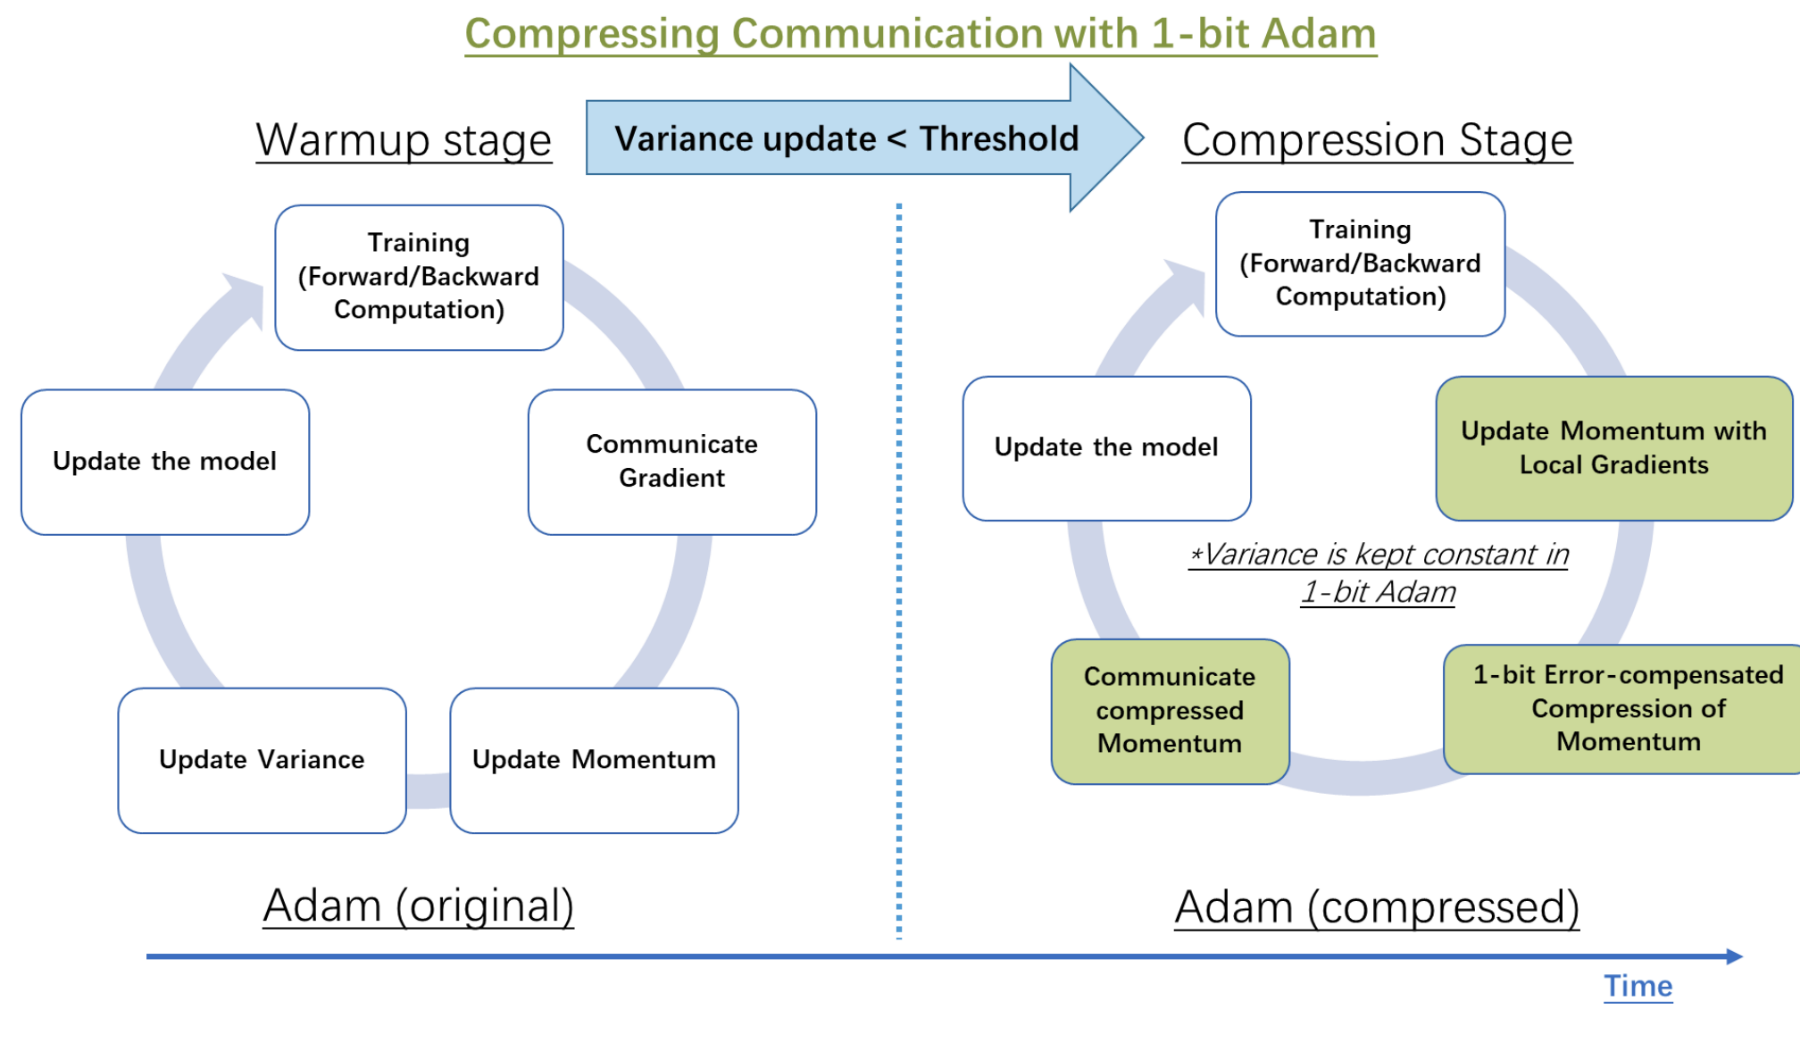 Compressing Communication with 1-bit Adam
Warmup stage
Variance update < Threshold
Compression Stage
Training
(Forward/Backward
Computation)
Communicate
Gradient
Update Momentum
Update Variance
Update the model
Training
(Forward/Backward
Computation)
Update Momentum with
Local Gradients
1-bit Error-compensated
Compression of
Momentum
Communicate
compressed
Momentum
Update the model
*Variance is kept constant in
1-bit Adam
Adam (original)
Adam (compressed)
Time